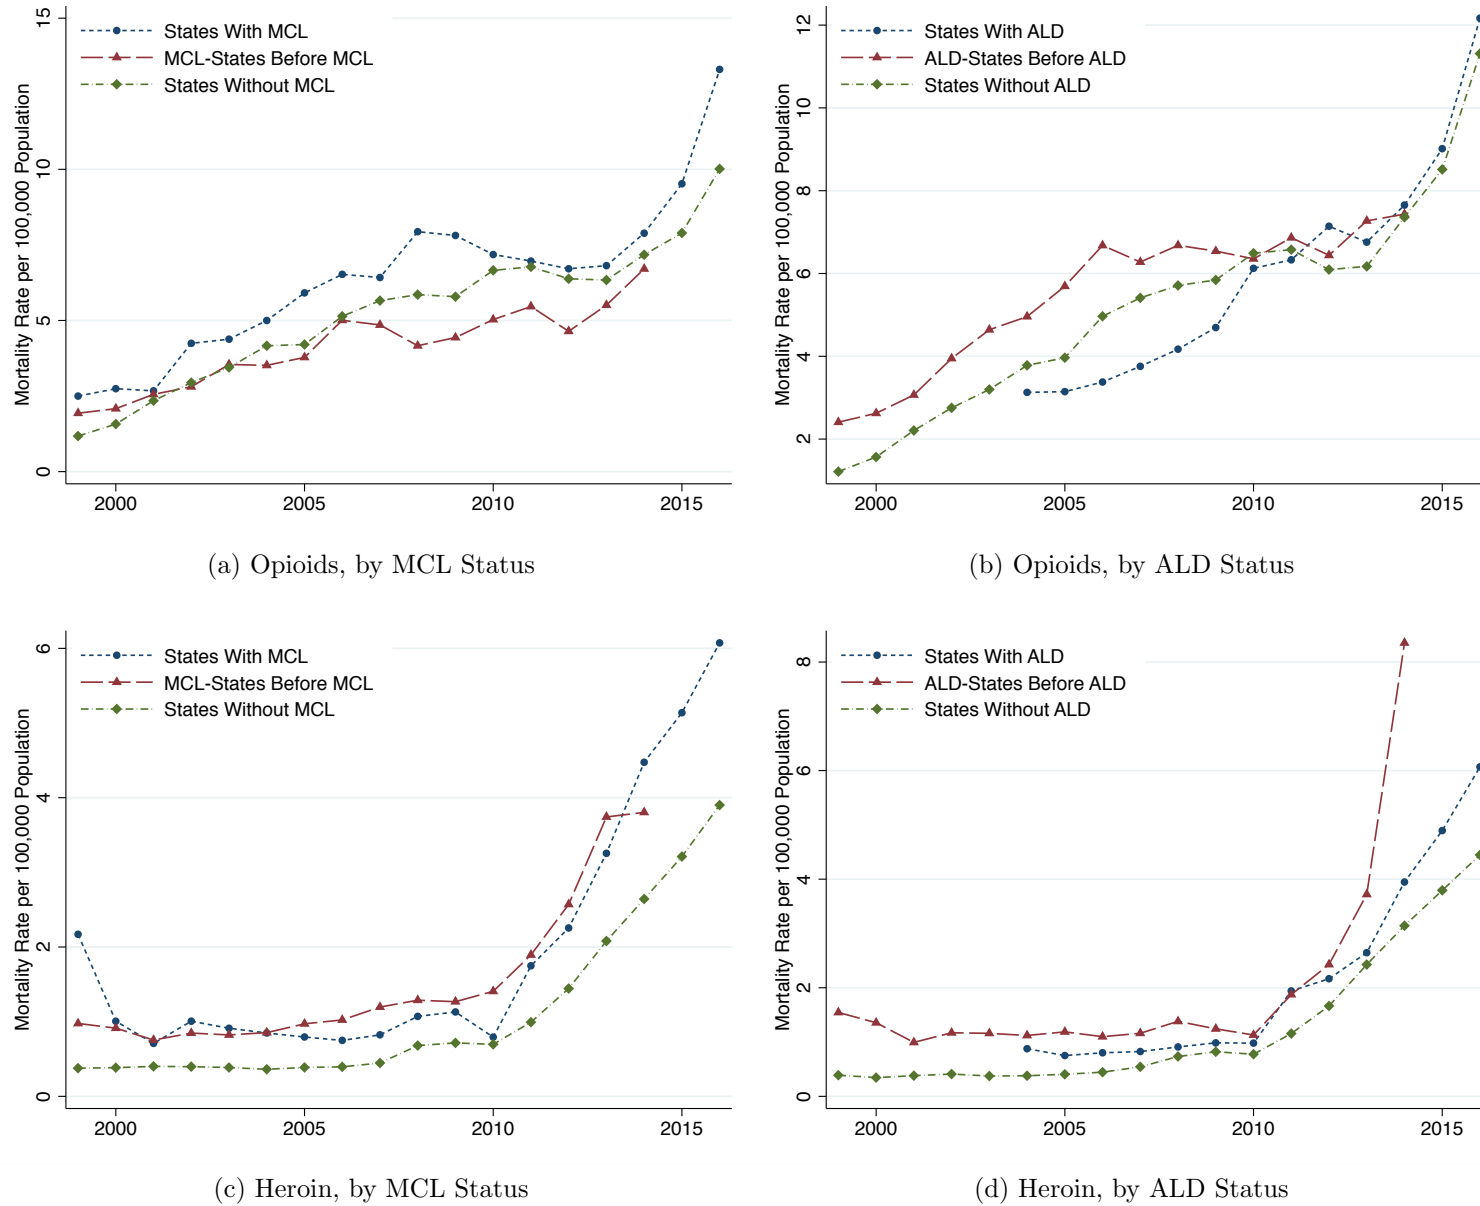 Mortality Rate per 100,000 Population
15
10
5
0
States With MCL
MCL-States Before MCL
States Without MCL
2000 2005 2010 2015
(a) Opioids, by MCL Status
Mortality Rate per 100,000 Population
12
10
8
6
4
2
States With ALD
ALD-States Before ALD
States Without ALD
2000 2005 2010 2015
(b) Opioids, by ALD Status
Mortality Rate per 100,000 Population
6
4
2
0
States With MCL
MCL-States Before MCL
States Without MCL
2000 2005 2010 2015
(c) Heroin, by MCL Status
Mortality Rate per 100,000 Population
8
6
4
2
0
States With ALD
ALD-States Before ALD
States Without ALD
2000 2005 2010 2015
(d) Heroin, by ALD Status